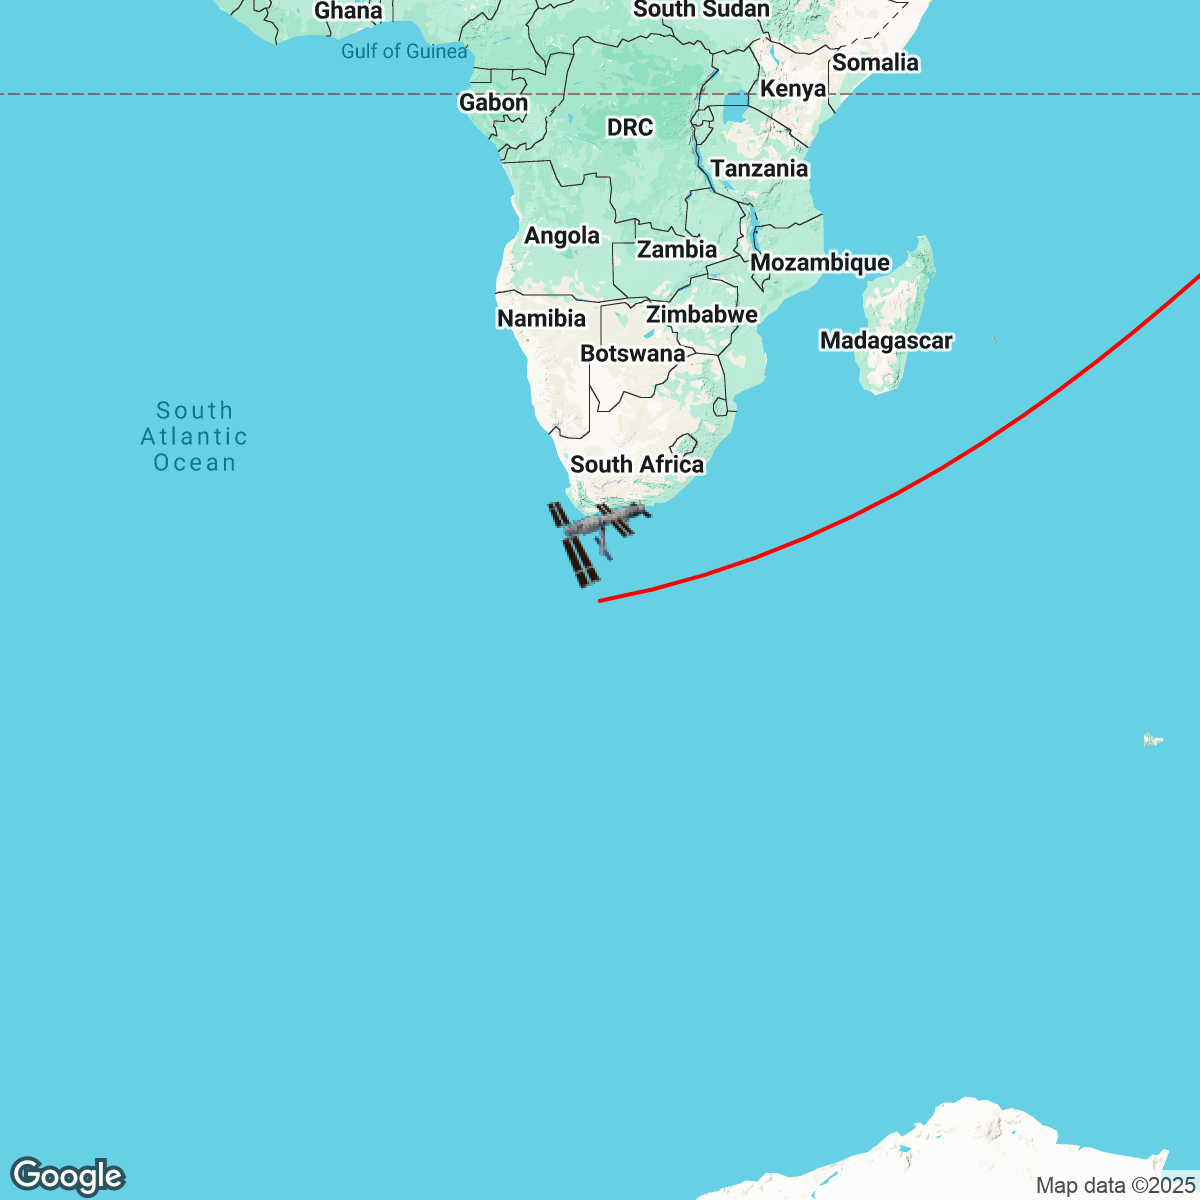 Ghana
South Sudan
Gulf of Guinea
Somalia
Kenya
Gabon
DRC
Tanzania
Angola
Zambia
Mozambique
Namibia
Zimbabwe
Madagascar
Botswana
South
Atlantic
Ocean
South Africa
Google
Map data ©2025